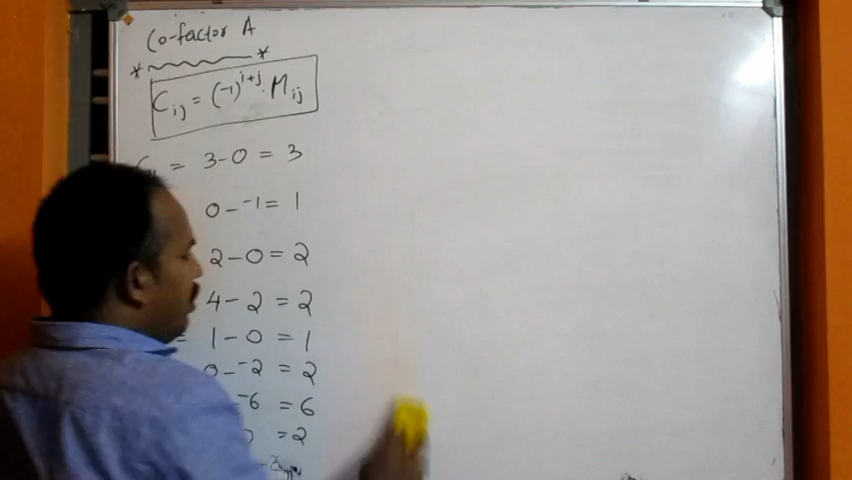 Co-factor A
* *
Cij = (-1)^i+j . Mij
= 3-0 = 3
0 - -1 = 1
2-0 = 2
4-2 = 2
= 1-0 = 1
0 - -2 = 2
-6 = 6
= 2